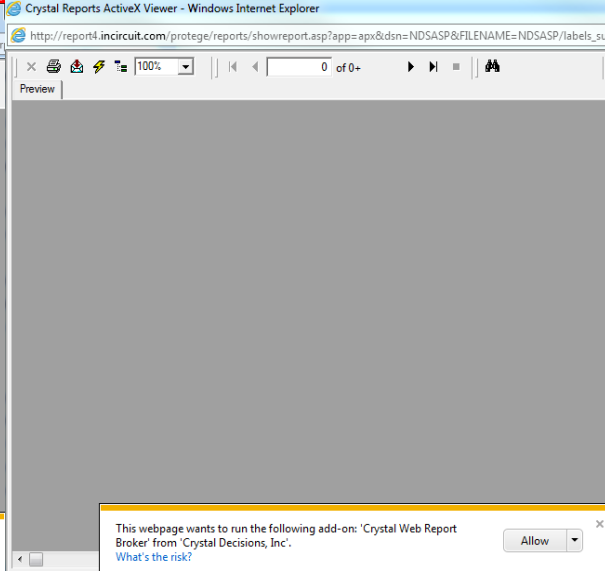 Crystal Reports ActiveX Viewer - Windows Internet Explorer
http://report4.incircuit.com/protege/reports/showreport.asp?app=apx&dsn=NDSASP&FILENAME=NDSASP/labels_su
100%
0 of 0+
Preview
This webpage wants to run the following add-on: 'Crystal Web Report
Broker' from 'Crystal Decisions, Inc'.
What's the risk?
Allow